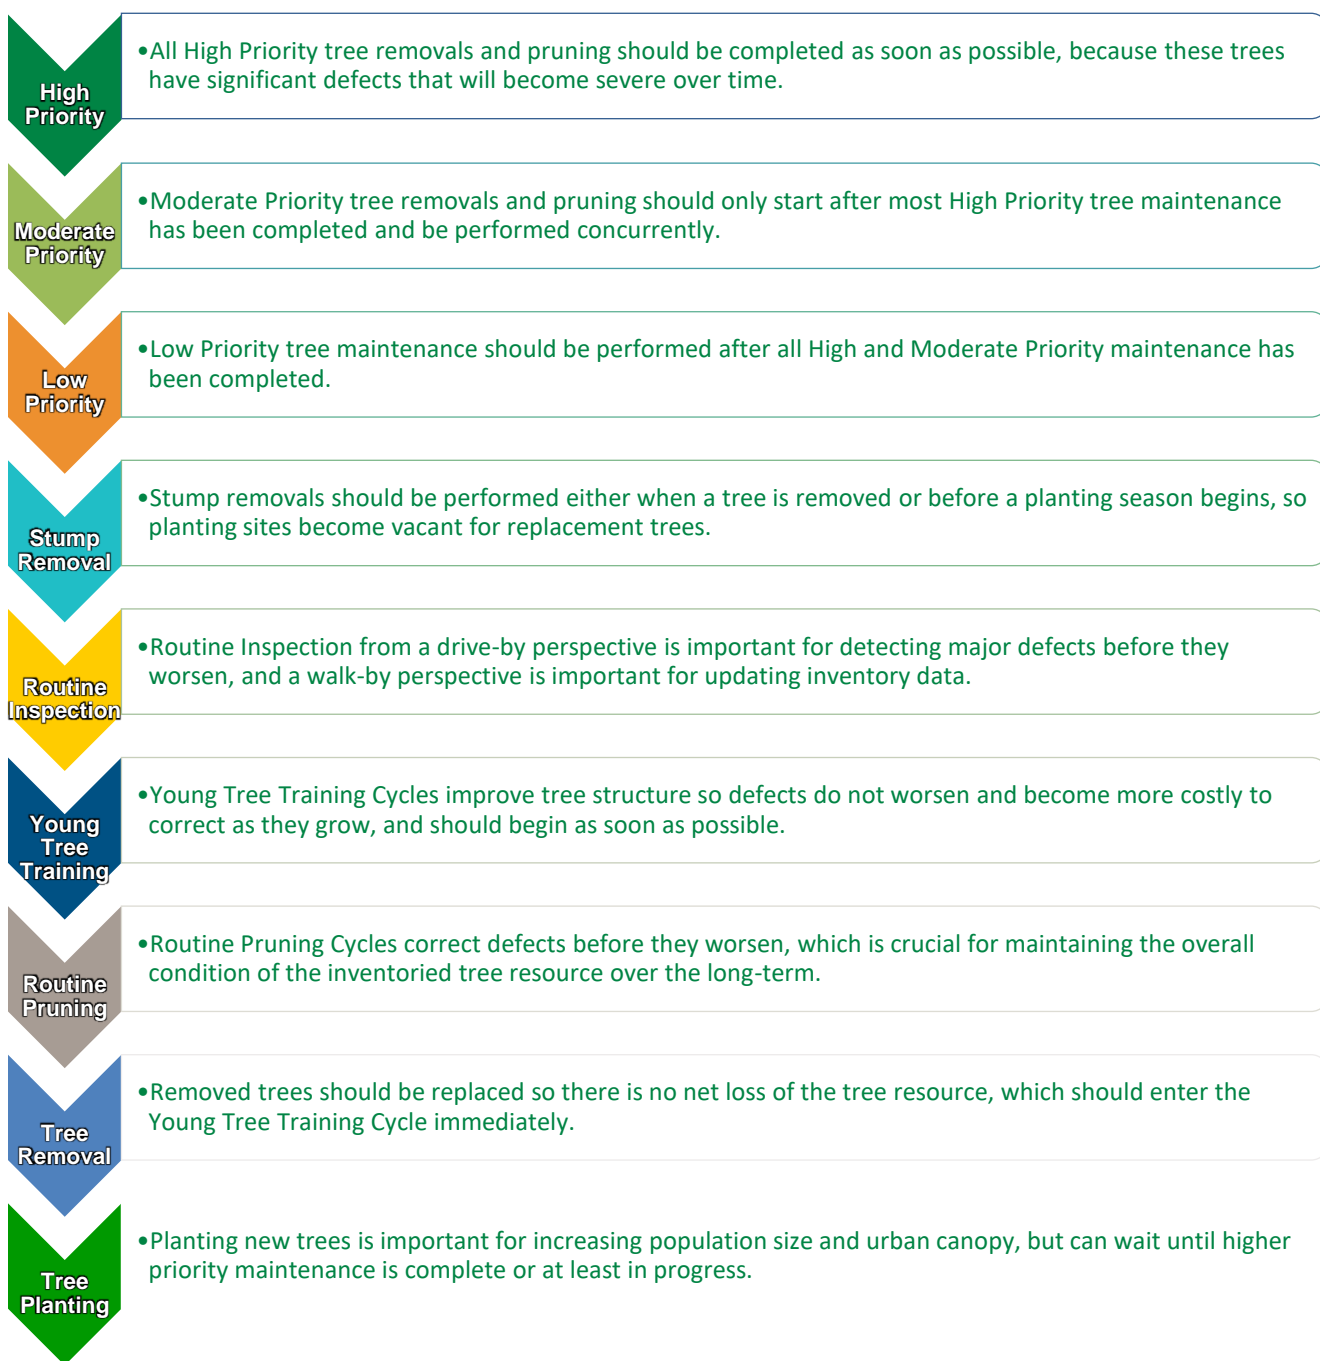 High
Priority
•All High Priority tree removals and pruning should be completed as soon as possible, because these trees
have significant defects that will become severe over time.
Moderate
Priority
•Moderate Priority tree removals and pruning should only start after most High Priority tree maintenance
has been completed and be performed concurrently.
Low
Priority
•Low Priority tree maintenance should be performed after all High and Moderate Priority maintenance has
been completed.
Stump
Removal
•Stump removals should be performed either when a tree is removed or before a planting season begins, so
planting sites become vacant for replacement trees.
Routine
Inspection
•Routine Inspection from a drive-by perspective is important for detecting major defects before they
worsen, and a walk-by perspective is important for updating inventory data.
Young
Tree
Training
•Young Tree Training Cycles improve tree structure so defects do not worsen and become more costly to
correct as they grow, and should begin as soon as possible.
Routine
Pruning
•Routine Pruning Cycles correct defects before they worsen, which is crucial for maintaining the overall
condition of the inventoried tree resource over the long-term.
Tree
Removal
•Removed trees should be replaced so there is no net loss of the tree resource, which should enter the
Young Tree Training Cycle immediately.
Tree
Planting
•Planting new trees is important for increasing population size and urban canopy, but can wait until higher
priority maintenance is complete or at least in progress.